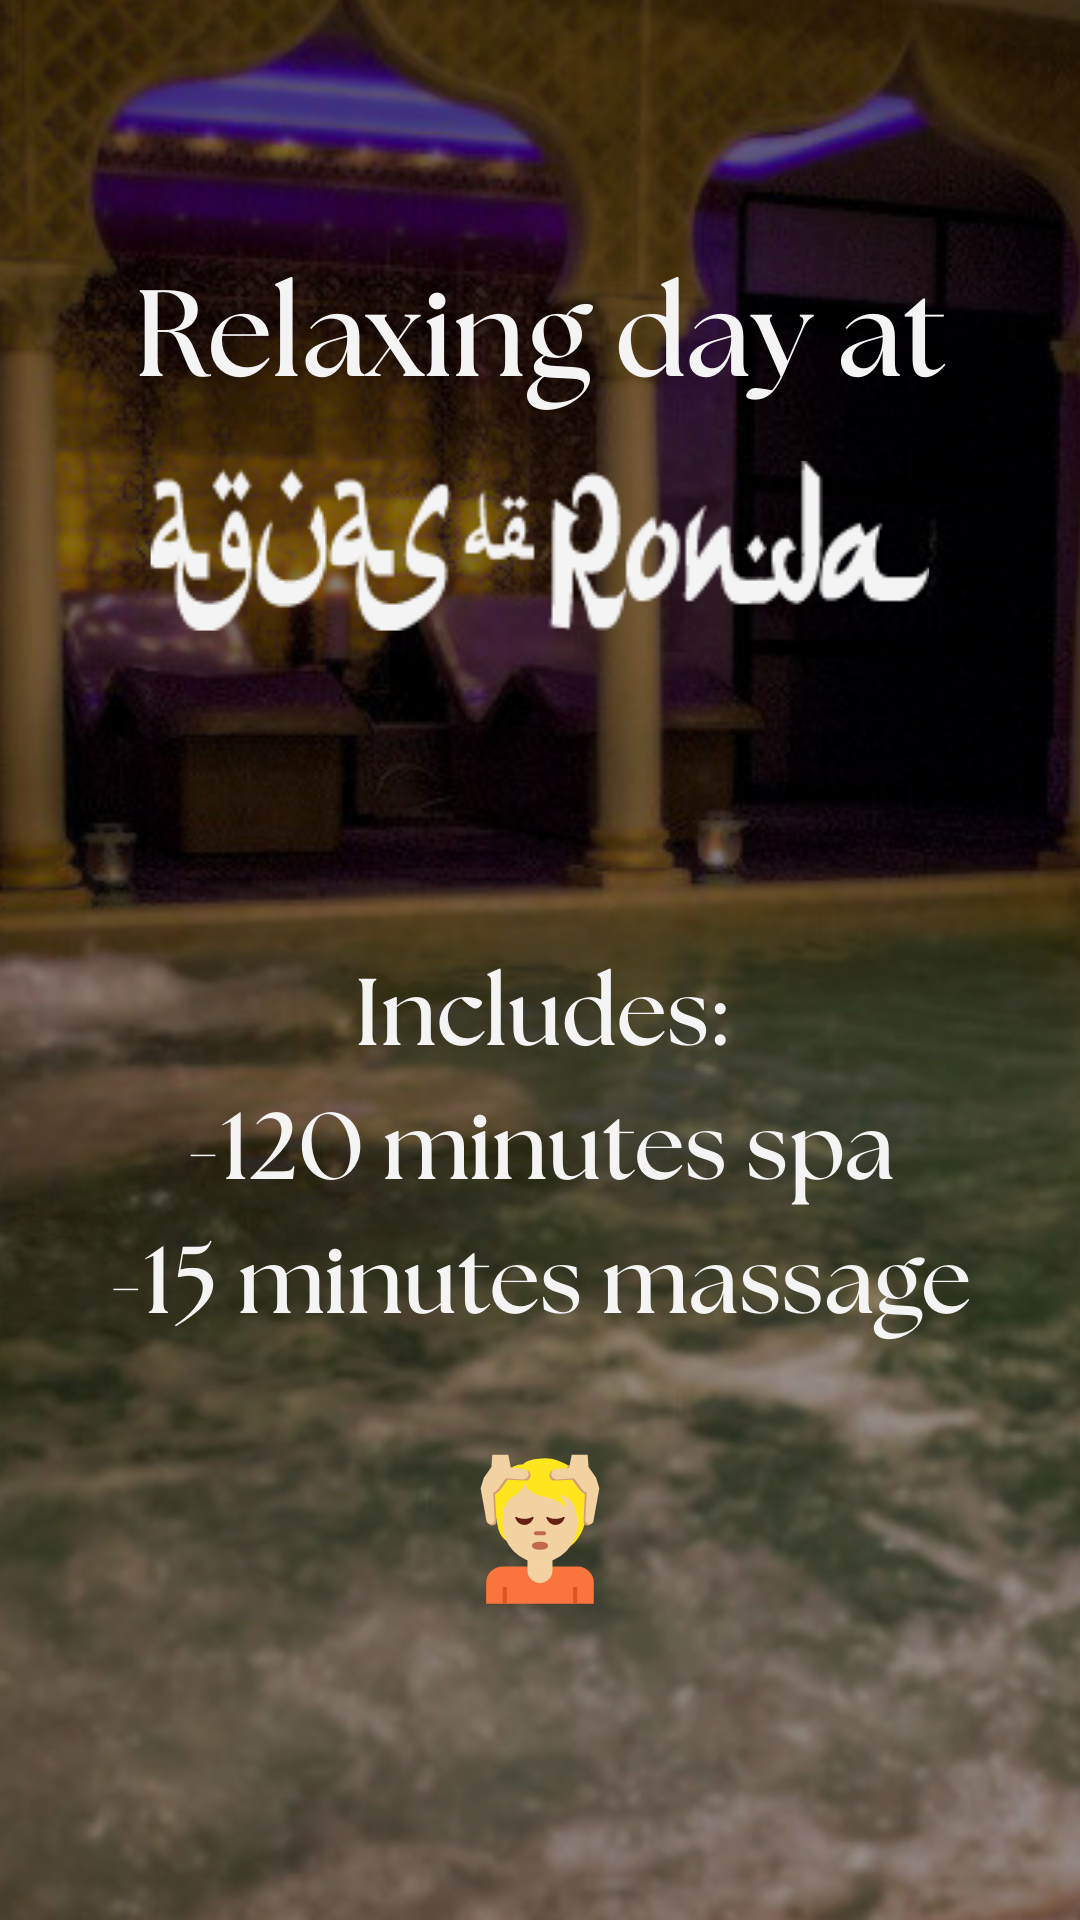 Relaxing day at
aguas de Ronda
Includes:
-120 minutes spa
-15 minutes massage